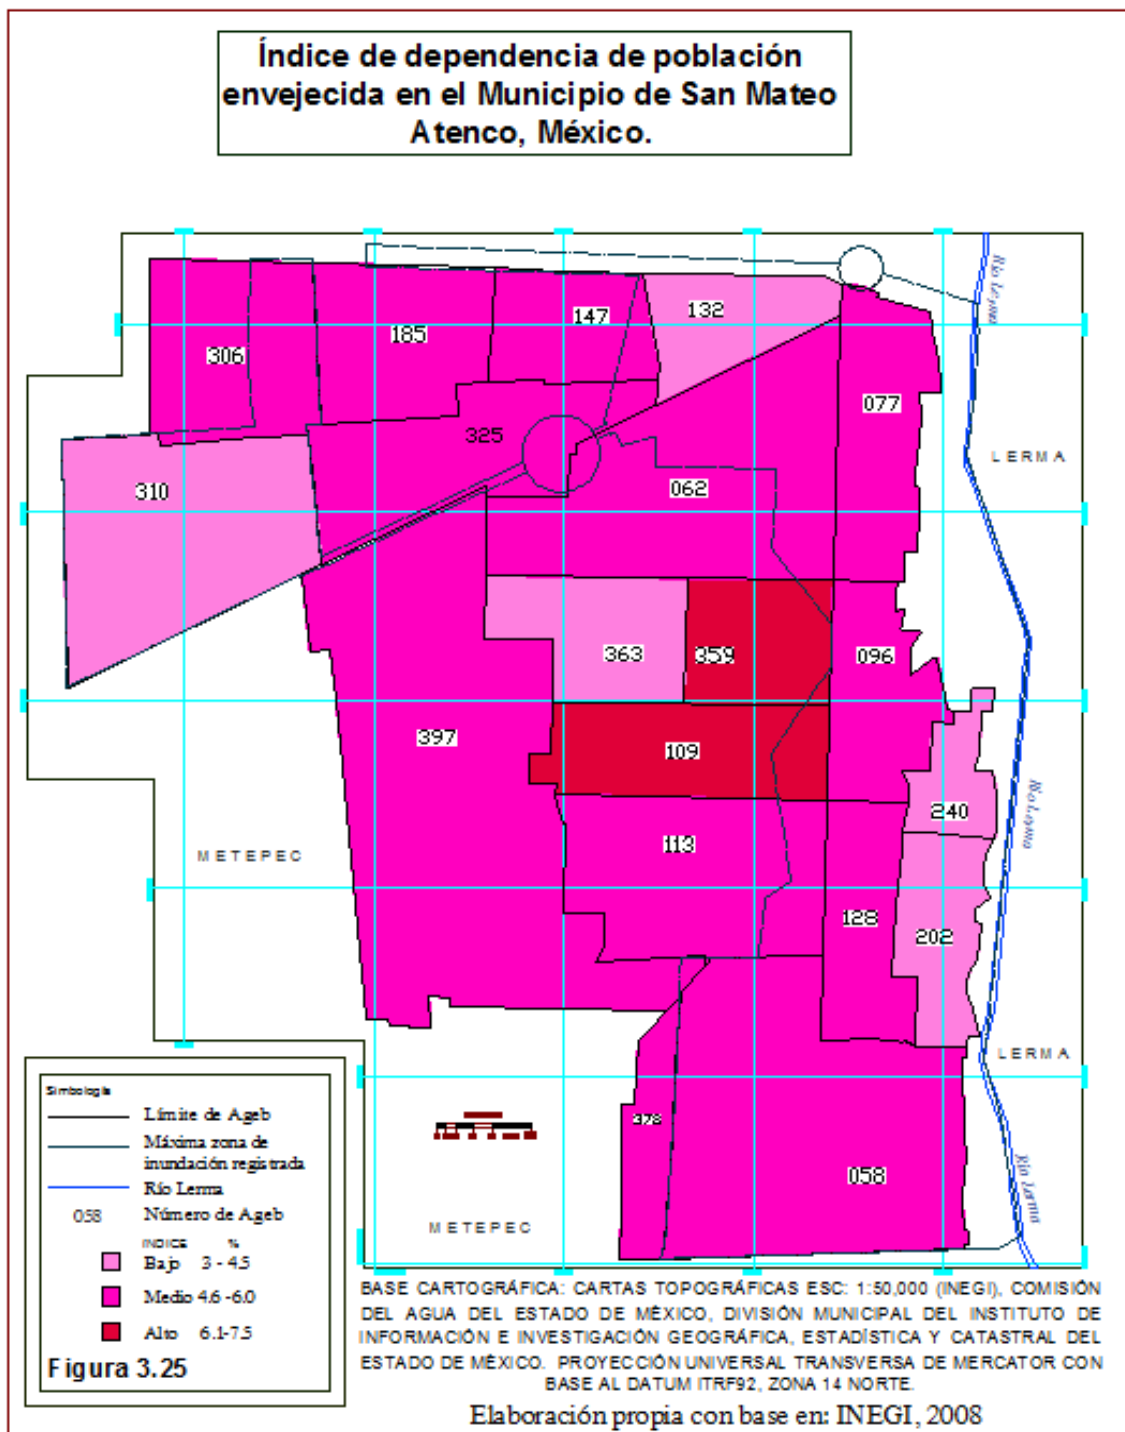 Índice de dependencia de población
envejecida en el Municipio de San Mateo
Atenco, México.
Río Lerma
132
147
185
306
077
325
LERMA
310
062
363
359
096
397
109
240
Río Lerma
113
METEPEC
128
202
LERMA
378
058
Río Lerma
METEPEC
Simbología
Límite de Ageb
Máxima zona de
inundación registrada
Río Lerma
058 Número de Ageb
INDICE %
Bajo 3 - 4.5
Medio 4.6 -6.0
Alto 6.1-7.5
Figura 3.25
BASE CARTOGRÁFICA: CARTAS TOPOGRÁFICAS ESC: 1:50,000 (INEGI), COMISIÓN
DEL AGUA DEL ESTADO DE MÉXICO, DIVISIÓN MUNICIPAL DEL INSTITUTO DE
INFORMACIÓN E INVESTIGACIÓN GEOGRÁFICA, ESTADÍSTICA Y CATASTRAL DEL
ESTADO DE MÉXICO. PROYECCIÓN UNIVERSAL TRANSVERSA DE MERCATOR CON
BASE AL DATUM ITRF92, ZONA 14 NORTE.
Elaboración propia con base en: INEGI, 2008